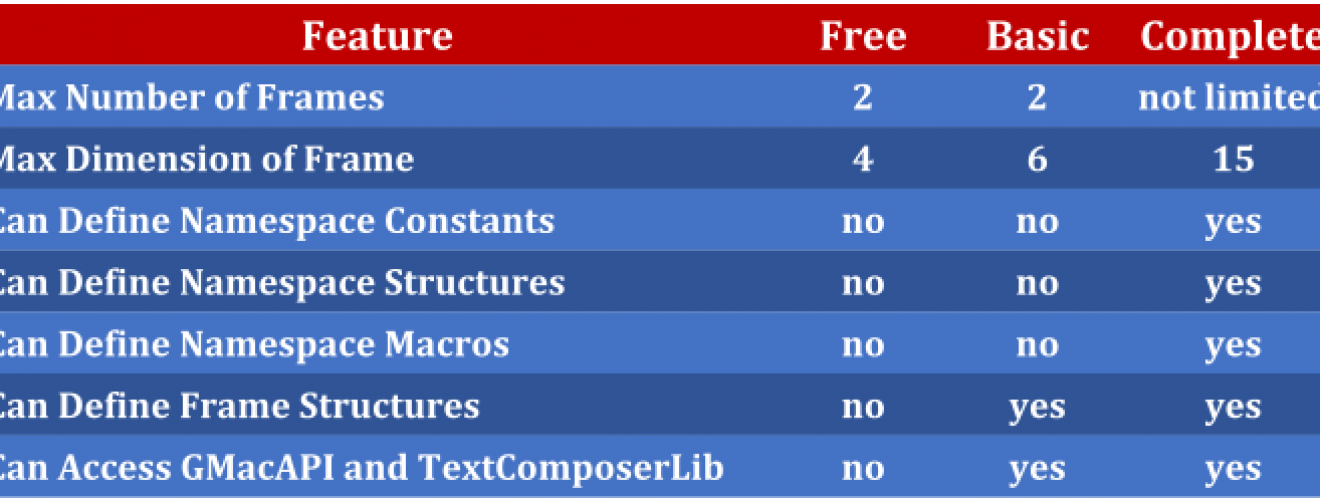 Feature Free Basic Complete
Max Number of Frames 2 2 not limited
Max Dimension of Frame 4 6 15
Can Define Namespace Constants no no yes
Can Define Namespace Structures no no yes
Can Define Namespace Macros no no yes
Can Define Frame Structures no yes yes
Can Access GMacAPI and TextComposerLib no yes yes